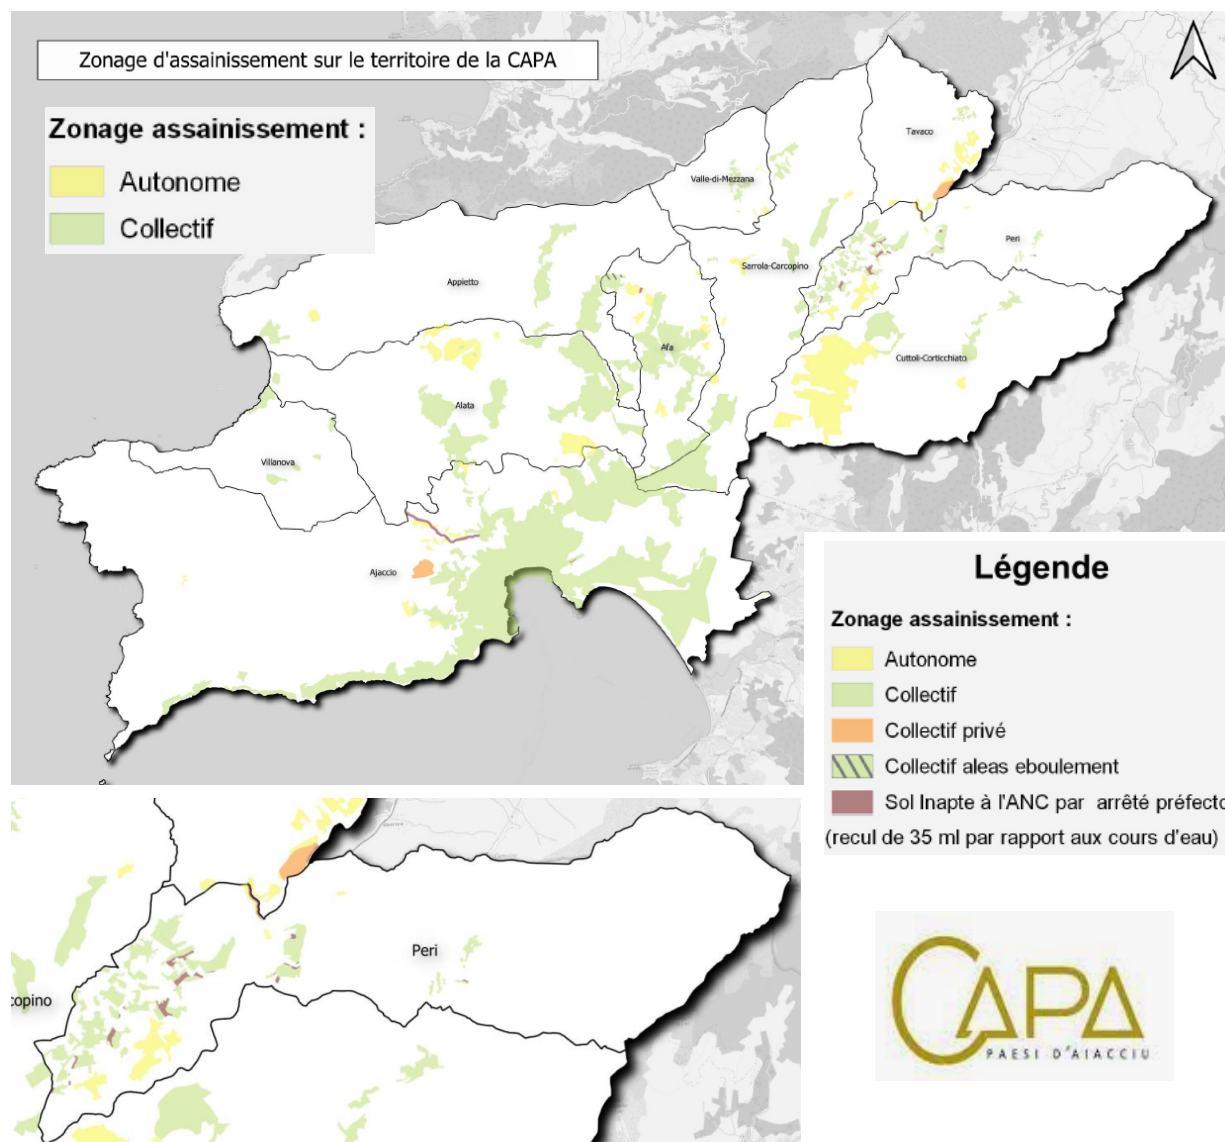 Zonage d'assainissement sur le territoire de la CAPA
Zonage assainissement :
Autonome
Collectif
Tavaco
Valle-di-Mezzana
Peri
Sarrola-Carcopino
Appietto
Afa
Cuttoli-Corticchiato
Alata
Villanova
Ajaccio
Légende
Zonage assainissement :
Autonome
Collectif
Collectif privé
Collectif aleas eboulement
Sol Inapte à l'ANC par arrêté préfecto
(recul de 35 ml par rapport aux cours d'eau)
Peri
copino
CAPA
PAESI D'AIACCIU